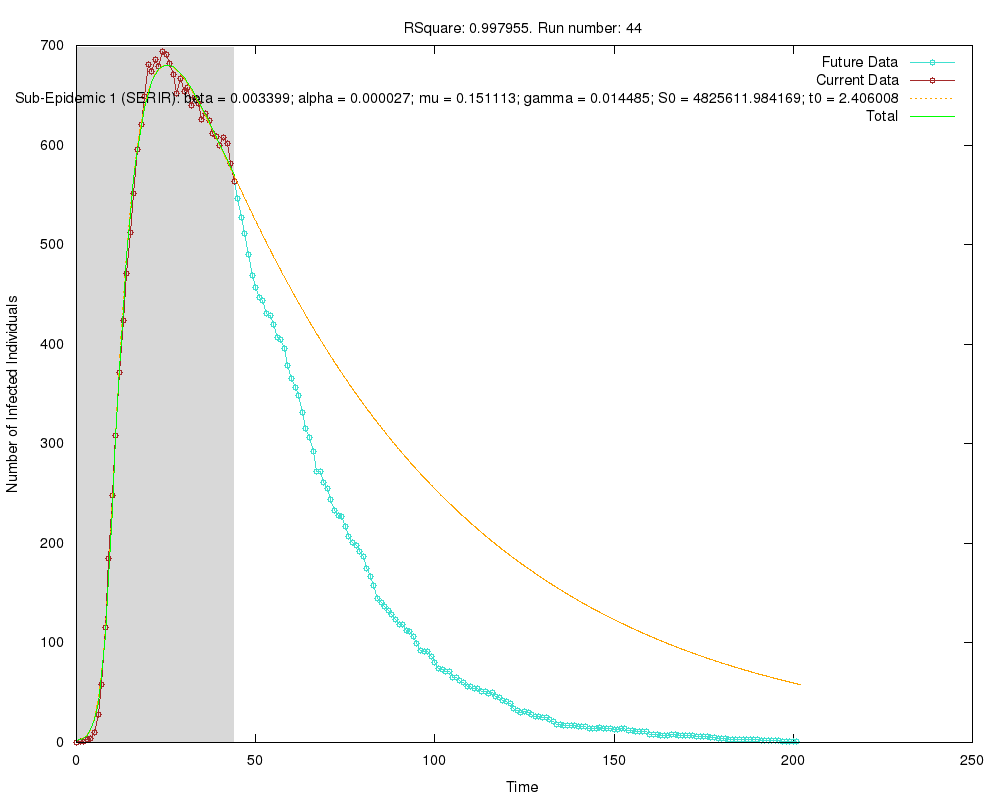 RSquare: 0.997955. Run number: 44
700
600
500
400
300
200
100
0
0 50 100 150 200 250
Number of Infected Individuals
Time
Future Data
Current Data
Sub-Epidemic 1 (SEIRIR): beta = 0.003399; alpha = 0.000027; mu = 0.151113; gamma = 0.014485; S0 = 4825611.984169; t0 = 2.406008
Total